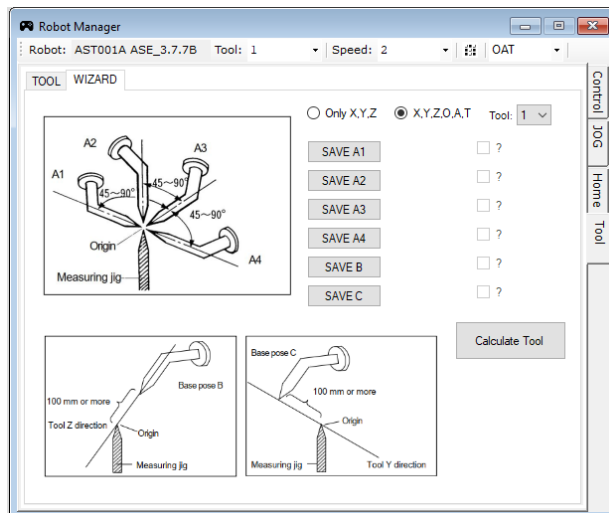 Robot Manager
Robot: AST001A ASE_3.7.7B Tool: 1 Speed: 2 OAT
TOOL WIZARD
Only X,Y,Z X,Y,Z,O,A,T Tool: 1
A1
A2
A3
A4
45~90°
45~90°
45~90°
Origin
Measuring jig
SAVE A1 ?
SAVE A2 ?
SAVE A3 ?
SAVE A4 ?
SAVE B ?
SAVE C ?
Calculate Tool
Base pose B
100 mm or more
Tool Z direction
Origin
Measuring jig
Base pose C
100 mm or more
Origin
Measuring jig
Tool Y direction
Control
JOG
Home
Tool